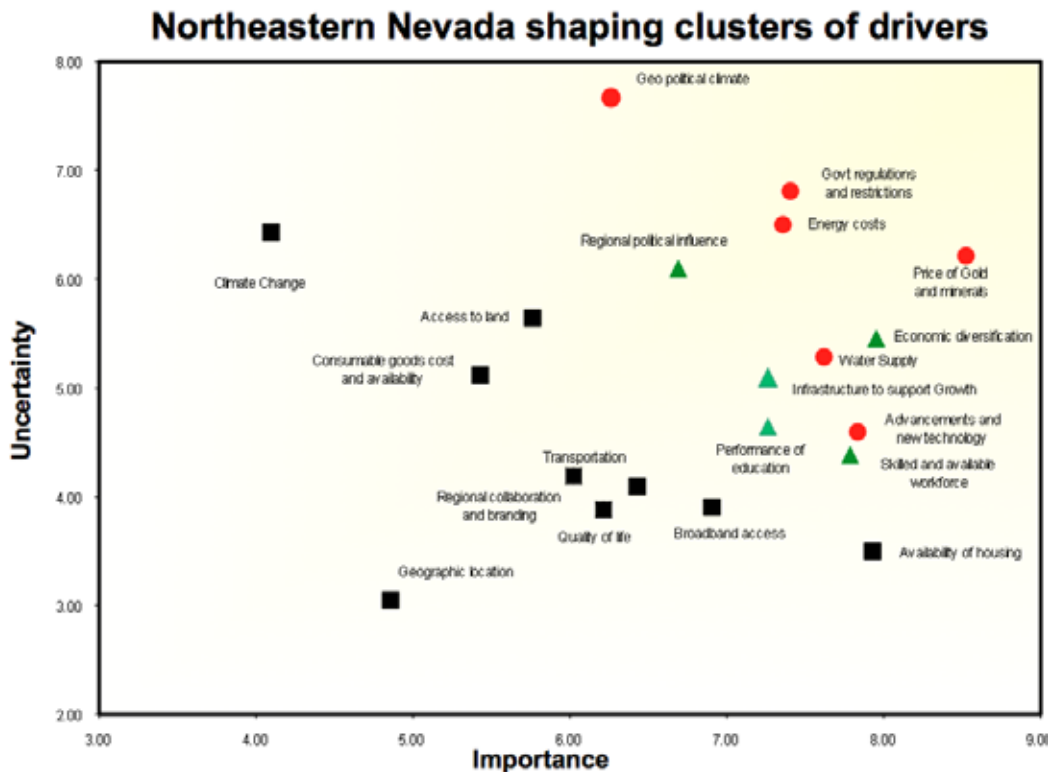 Northeastern Nevada shaping clusters of drivers
8.00
Geo political climate
7.00
Govt regulations
and restrictions
Energy costs
Regional political influence
6.00
Climate Change
Price of Gold
and minerals
Access to land
Economic diversification
Consumable goods cost
and availability
Water Supply
5.00
Infrastructure to support Growth
Uncertainty
Advancements and
new technology
Performance of
education
Transportation
Skilled and available
workforce
4.00
Regional collaboration
and branding
Quality of life
Broadband access
Availability of housing
Geographic location
3.00
2.00
3.00
4.00
5.00
6.00
7.00
8.00
9.00
Importance